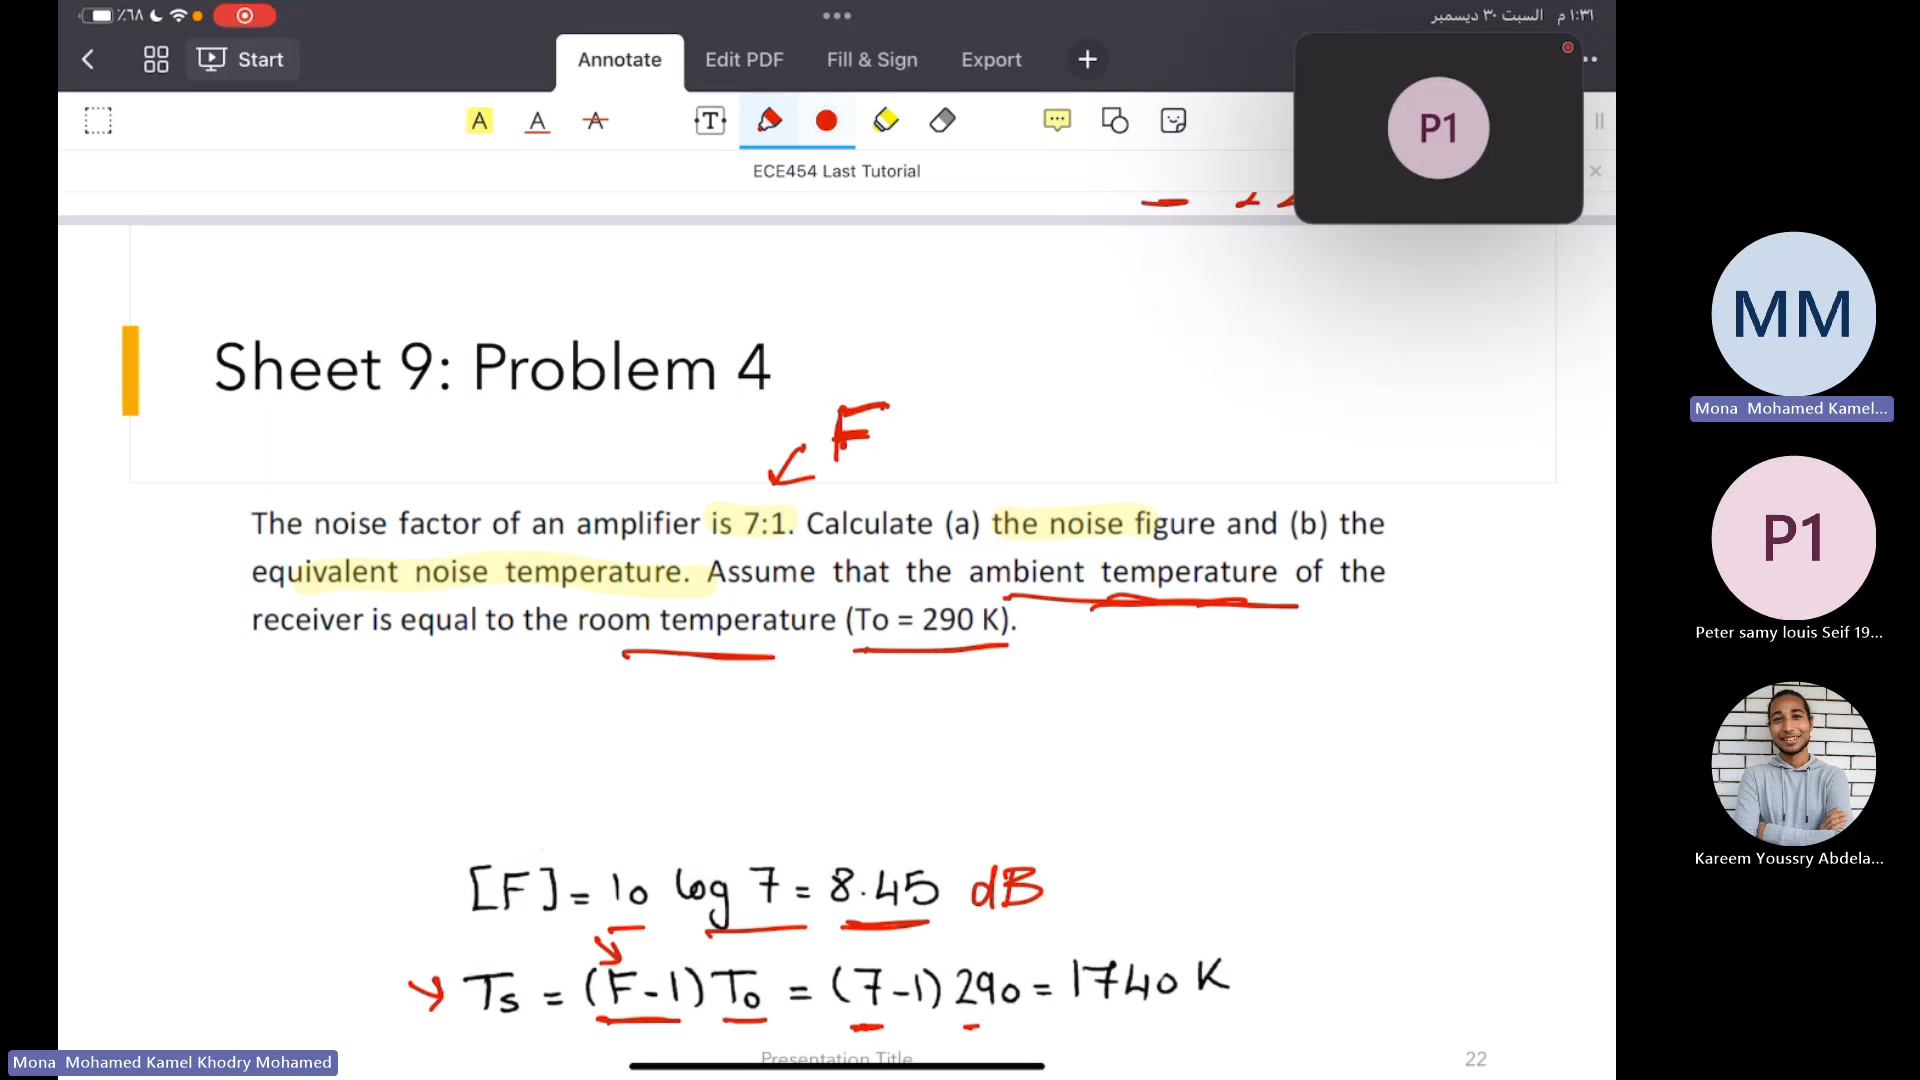 ٪٦٨
١:٣١ م السبت ٣٠ ديسمبر
Start
Annotate
Edit PDF
Fill & Sign
Export
A
A
A
T
ECE454 Last Tutorial
P1
Sheet 9: Problem 4
F
The noise factor of an amplifier is 7:1. Calculate (a) the noise figure and (b) the
equivalent noise temperature. Assume that the ambient temperature of the
receiver is equal to the room temperature (To = 290 K).
[F] = 10 log 7 = 8.45 dB
Ts = (F-1) To = (7-1) 290 = 1740 K
Presentation Title
22
MM
Mona Mohamed Kamel...
P1
Peter samy louis Seif 19...
Kareem Youssry Abdela...
Mona Mohamed Kamel Khodry Mohamed